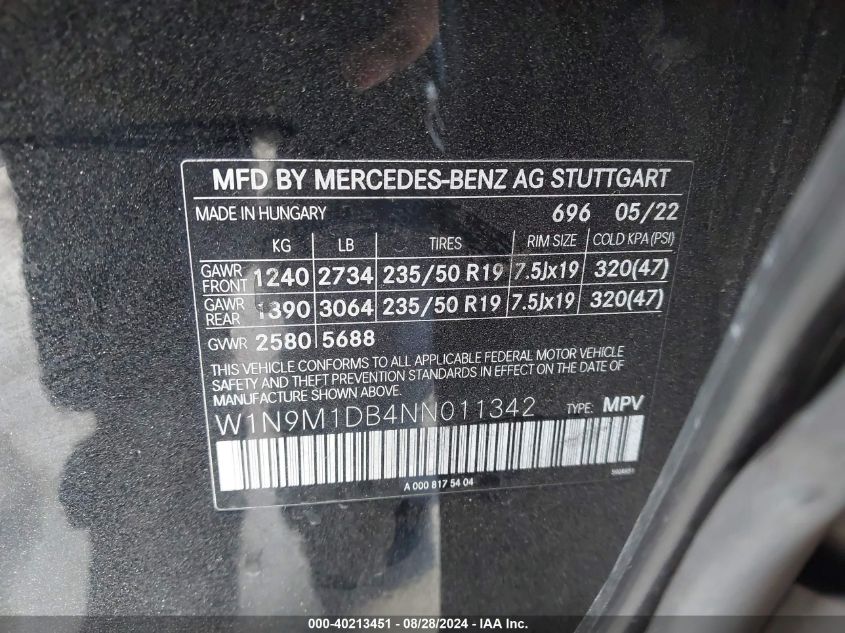 MFD BY MERCEDES-BENZ AG STUTTGART
MADE IN HUNGARY 696 05/22
KG LB TIRES RIM SIZE COLD KPA (PSI)
GAWR FRONT 1240 2734 235/50 R19 7.5Jx19 320(47)
GAWR REAR 1390 3064 235/50 R19 7.5Jx19 320(47)
GVWR 2580 5688
THIS VEHICLE CONFORMS TO ALL APPLICABLE FEDERAL MOTOR VEHICLE
SAFETY AND THEFT PREVENTION STANDARDS IN EFFECT ON THE DATE OF
MANUFACTURE SHOWN ABOVE.
W1N9M1DB4NN011342 TYPE: MPV
A 000 817 54 04
000-40213451 - 08/28/2024 - IAAI.com